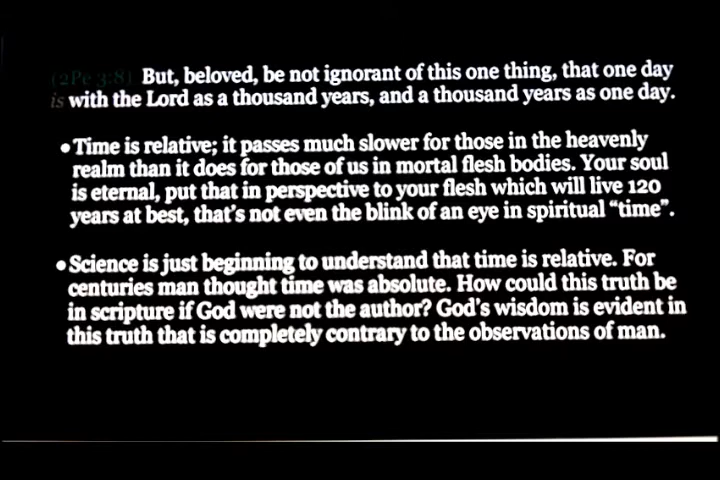 (2Pe 3:8) But, beloved, be not ignorant of this one thing, that one day
is with the Lord as a thousand years, and a thousand years as one day.
•Time is relative; it passes much slower for those in the heavenly
realm than it does for those of us in mortal flesh bodies. Your soul
is eternal, put that in perspective to your flesh which will live 120
years at best, that's not even the blink of an eye in spiritual “time”.
•Science is just beginning to understand that time is relative. For
centuries man thought time was absolute. How could this truth be
in scripture if God were not the author? God's wisdom is evident in
this truth that is completely contrary to the observations of man.